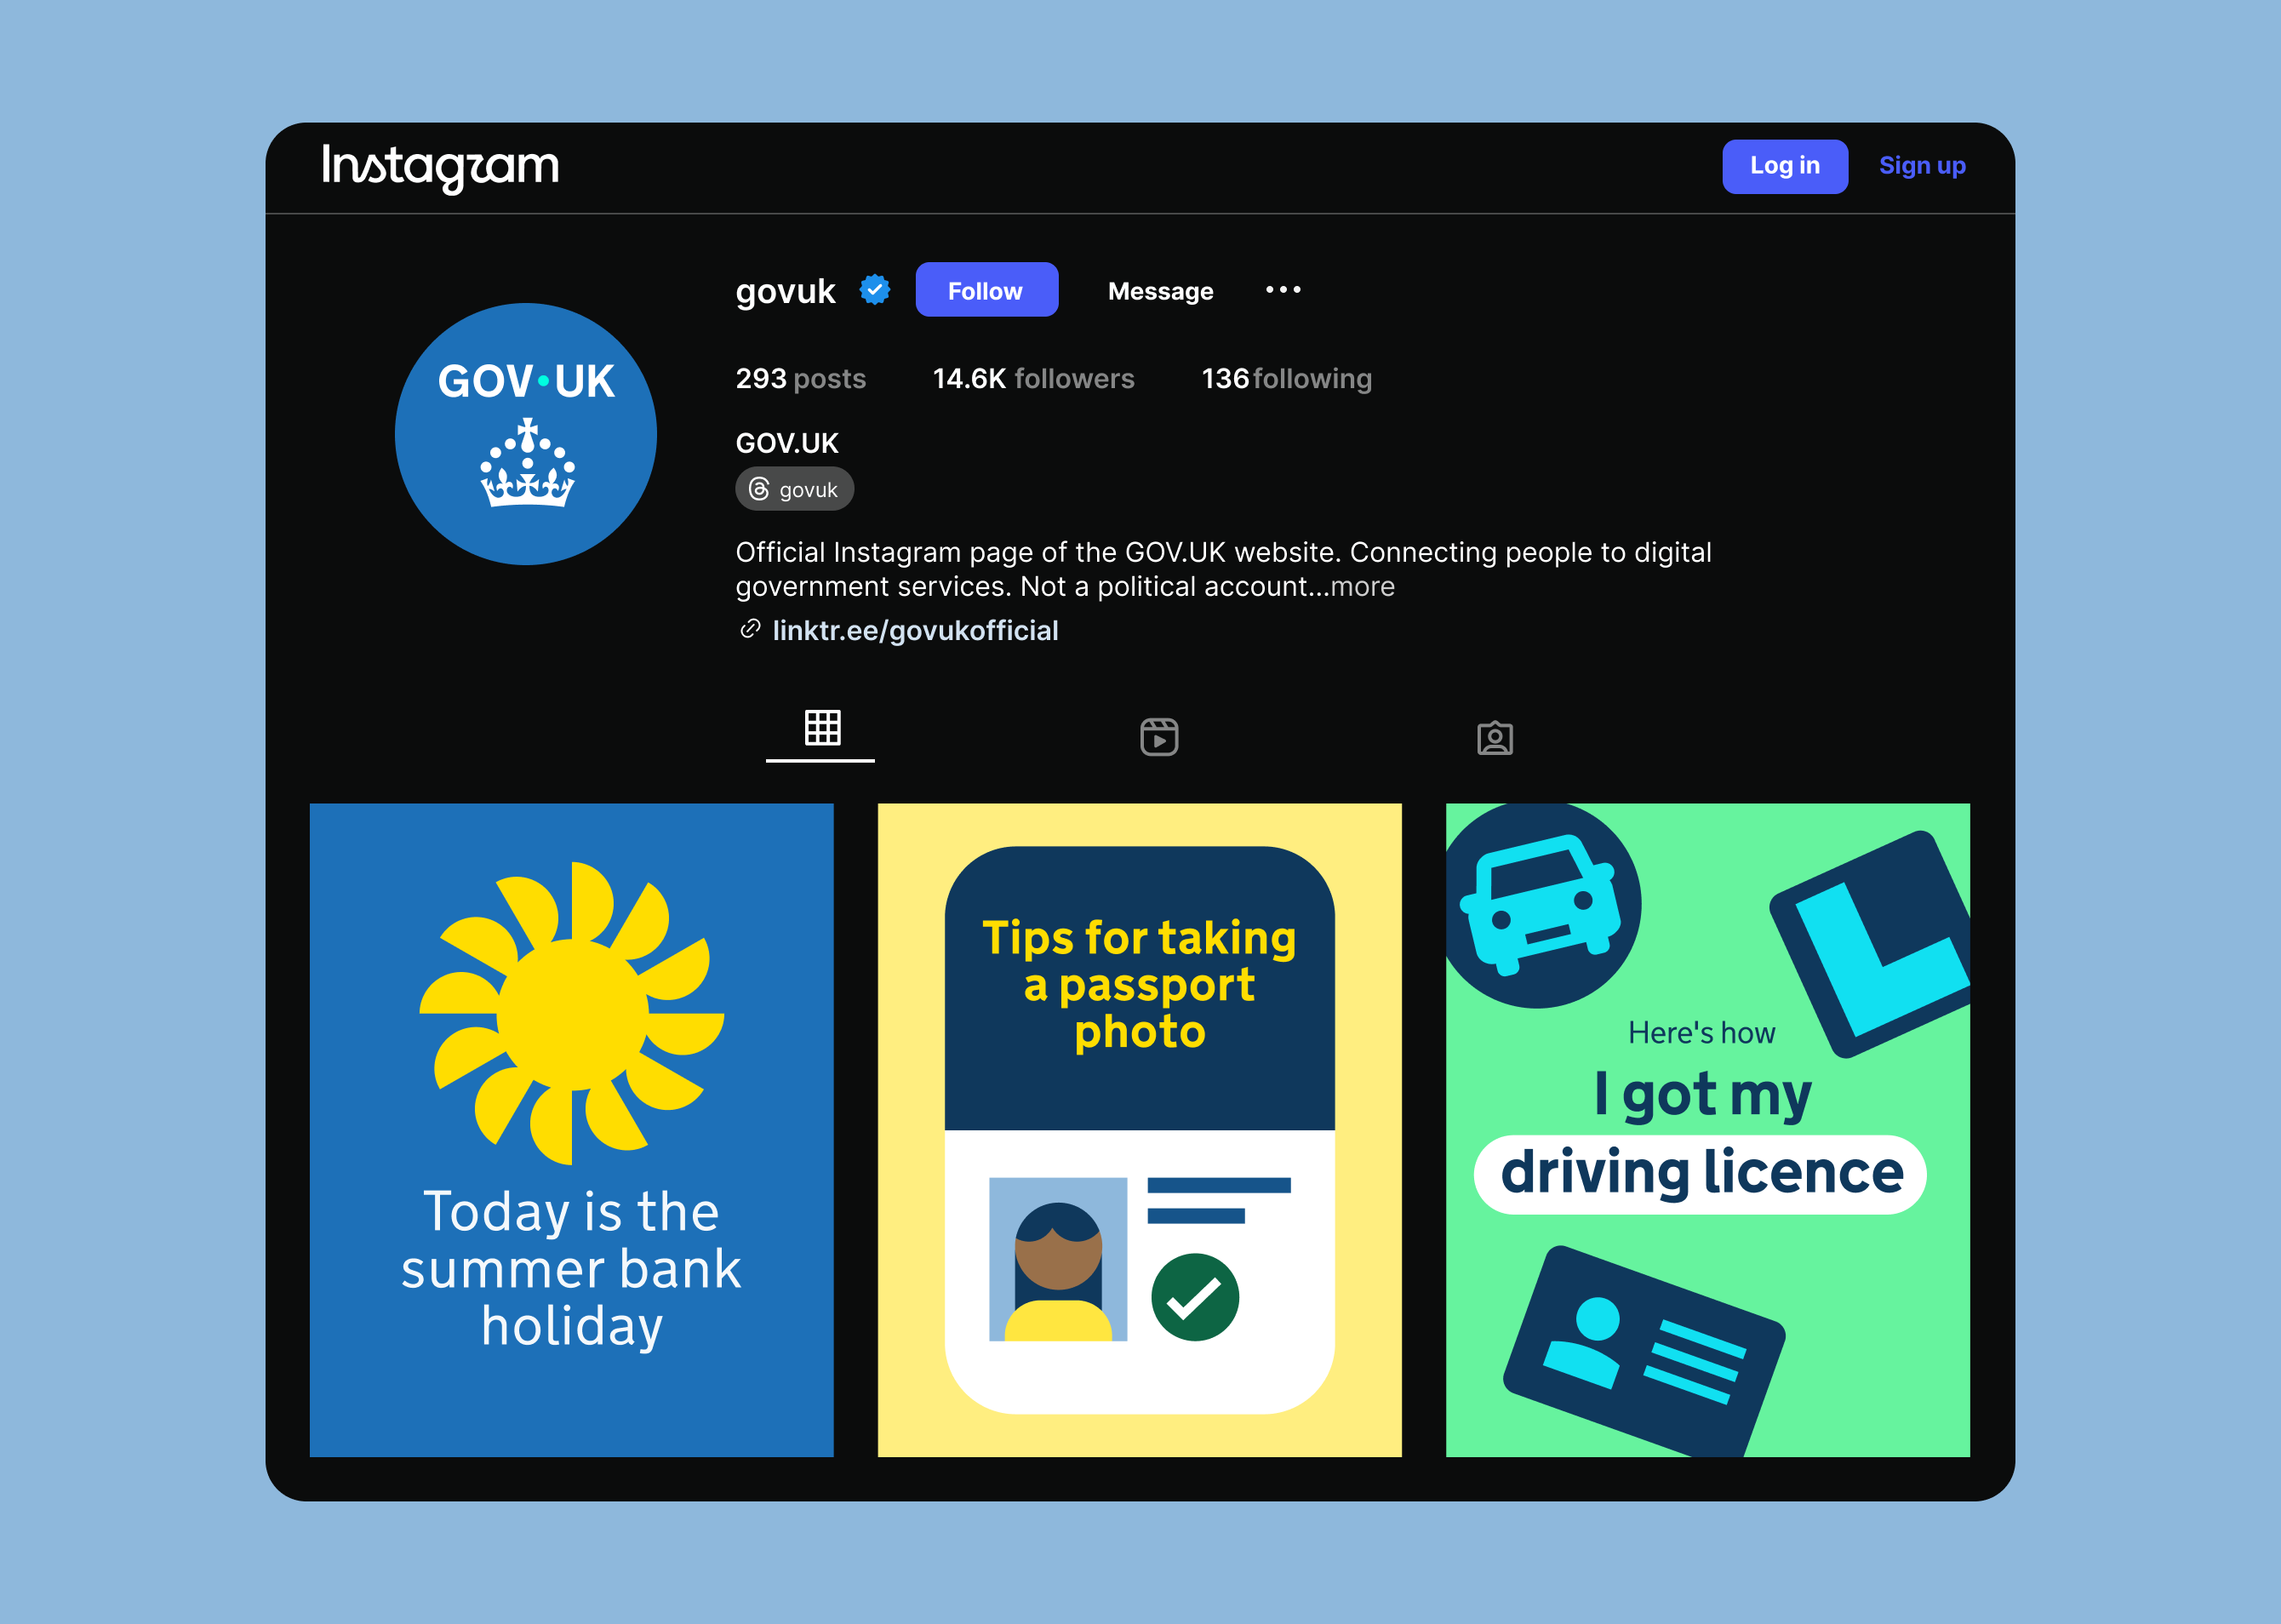 Instagram
Log in
Sign up
govuk
Follow
Message
GOV·UK
293 posts
14.6K followers
136 following
GOV.UK
govuk
Official Instagram page of the GOV.UK website. Connecting people to digital
government services. Not a political account...more
linktr.ee/govukofficial
Today is the
summer bank
holiday
Tips for taking
a passport
photo
L
Here's how
I got my
driving licence